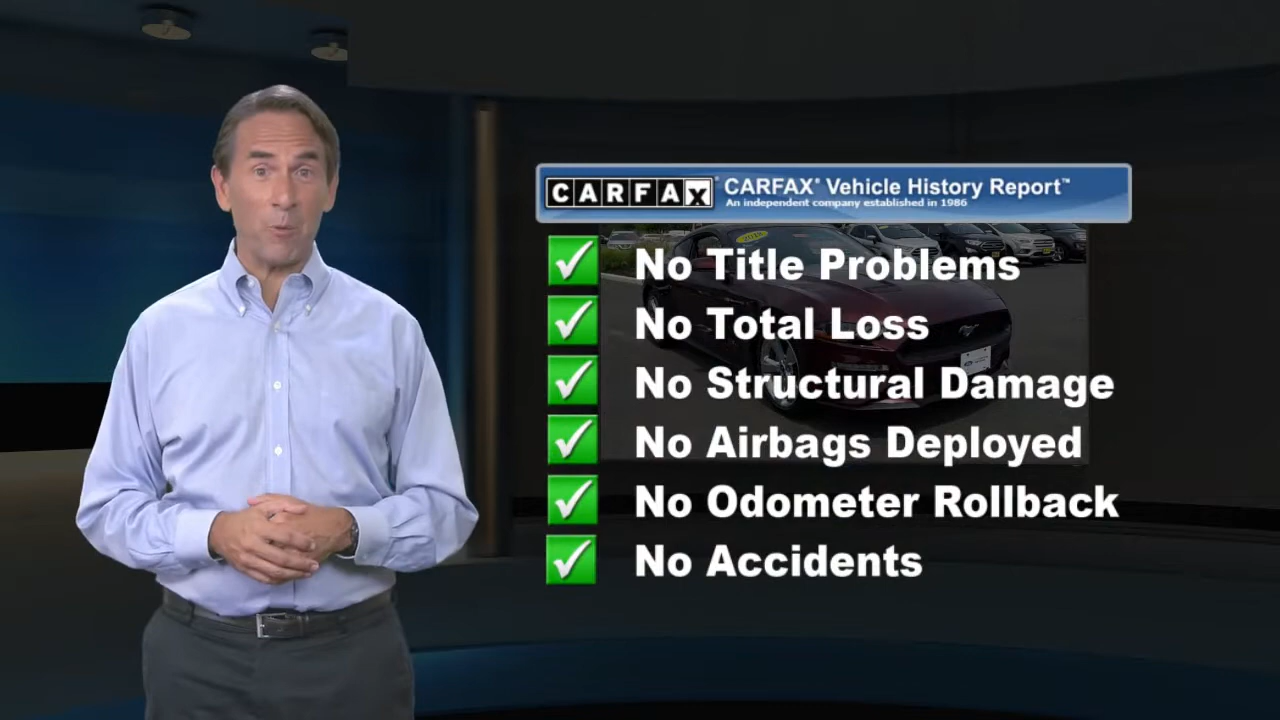 CARFAX® CARFAX® Vehicle History Report™
An independent company established in 1986
No Title Problems
No Total Loss
No Structural Damage
No Airbags Deployed
No Odometer Rollback
No Accidents